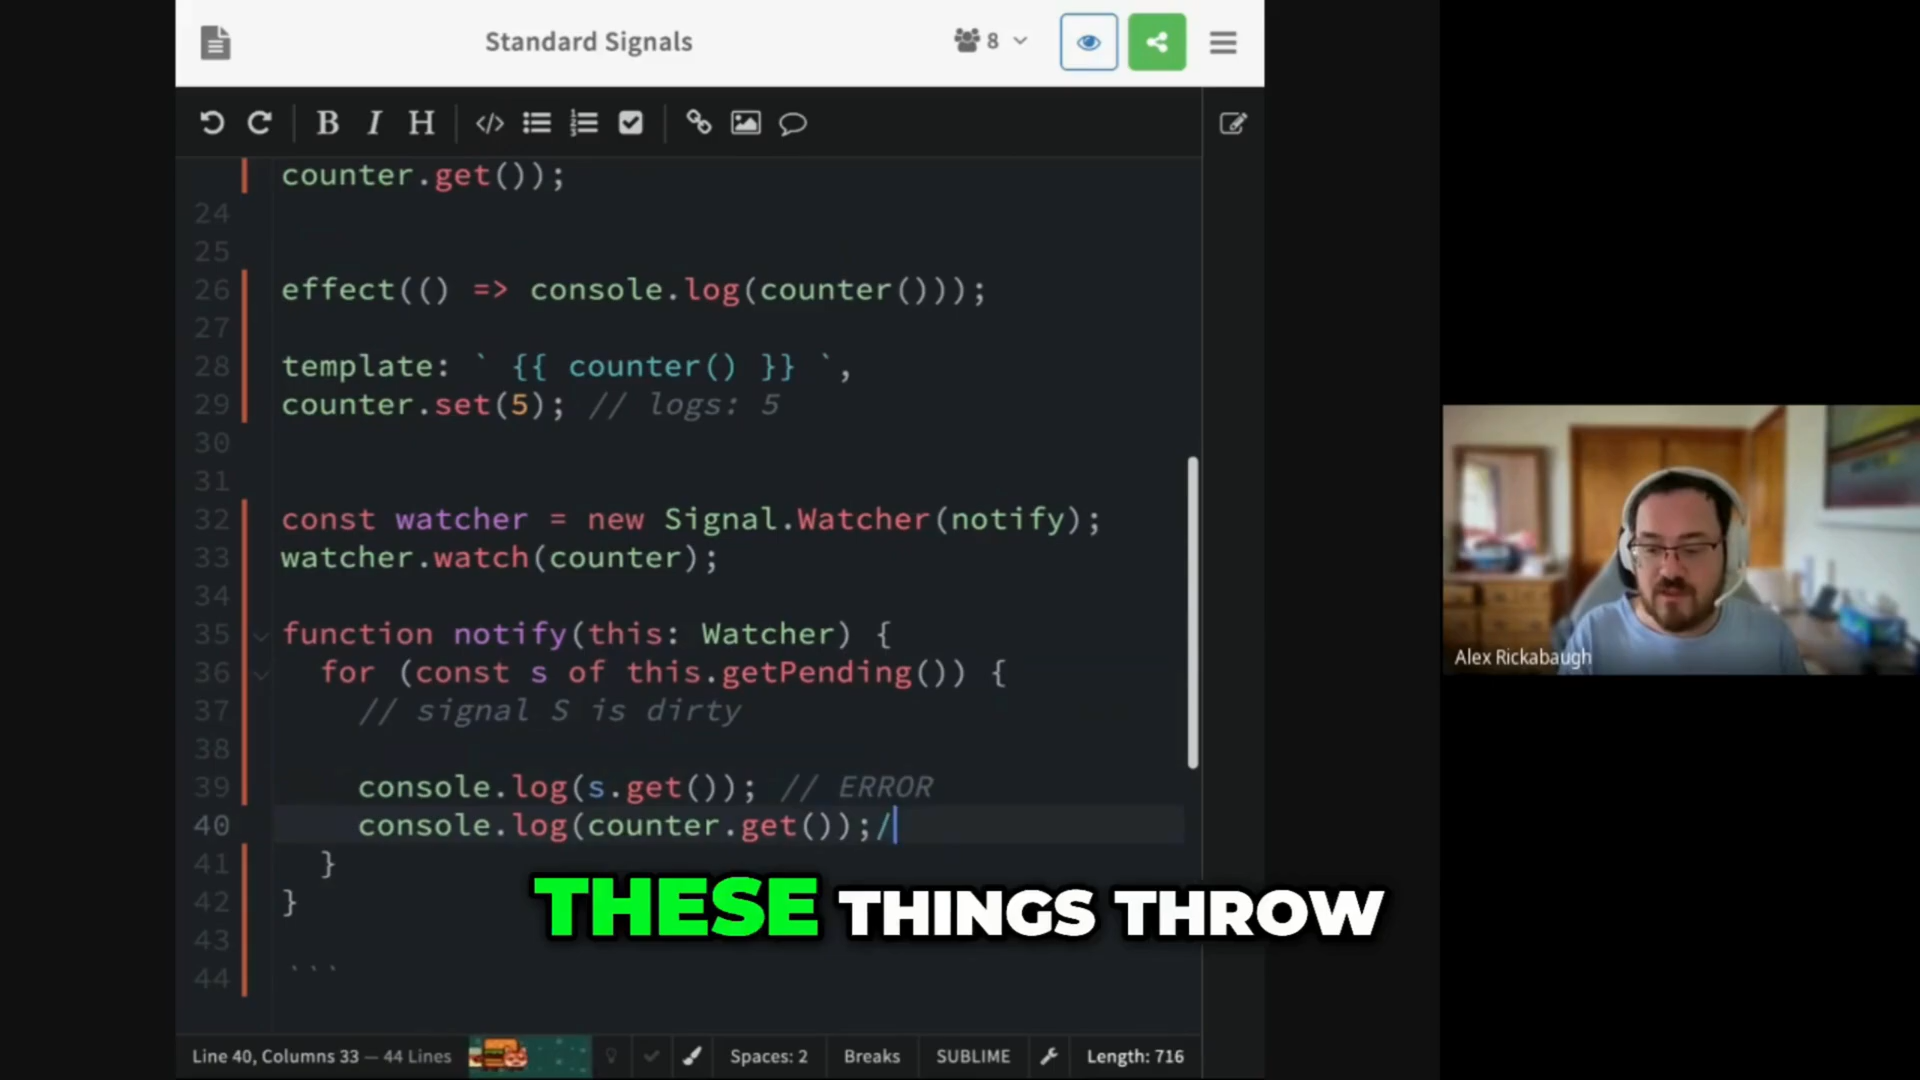 Standard Signals
8
B I H
counter.get());
24
25
26 effect(() => console.log(counter()));
27
28 template: ` {{ counter() }} `,
29 counter.set(5); // logs: 5
30
31
32 const watcher = new Signal.Watcher(notify);
33 watcher.watch(counter);
34
35 function notify(this: Watcher) {
36 for (const s of this.getPending()) {
37 // signal S is dirty
38
39 console.log(s.get()); // ERROR
40 console.log(counter.get());/
41 }
42 }
43
44 ```
THESE THINGS THROW
Line 40, Columns 33 — 44 Lines
Spaces: 2
Breaks
SUBLIME
Length: 716
Alex Rickabaugh